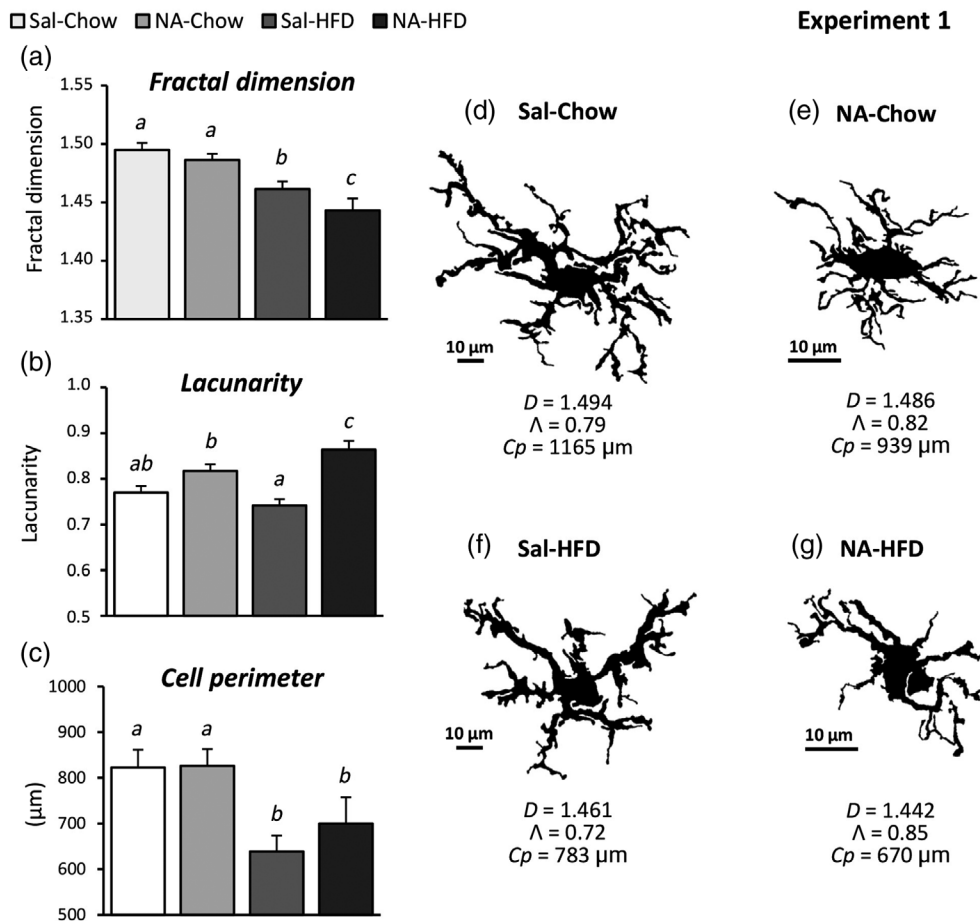 Sal-Chow NA-Chow Sal-HFD NA-HFD
Experiment 1
(a)
Fractal dimension
Fractal dimension
1.55
1.50
1.45
1.40
1.35
a a b c
(b)
Lacunarity
Lacunarity
1.0
0.9
0.8
0.7
0.6
0.5
ab b a c
(c)
Cell perimeter
(µm)
1000
900
800
700
600
500
a a b b
(d) Sal-Chow
10 µm
D = 1.494
Λ = 0.79
Cp = 1165 µm
(e) NA-Chow
10 µm
D = 1.486
Λ = 0.82
Cp = 939 µm
(f) Sal-HFD
10 µm
D = 1.461
Λ = 0.72
Cp = 783 µm
(g) NA-HFD
10 µm
D = 1.442
Λ = 0.85
Cp = 670 µm